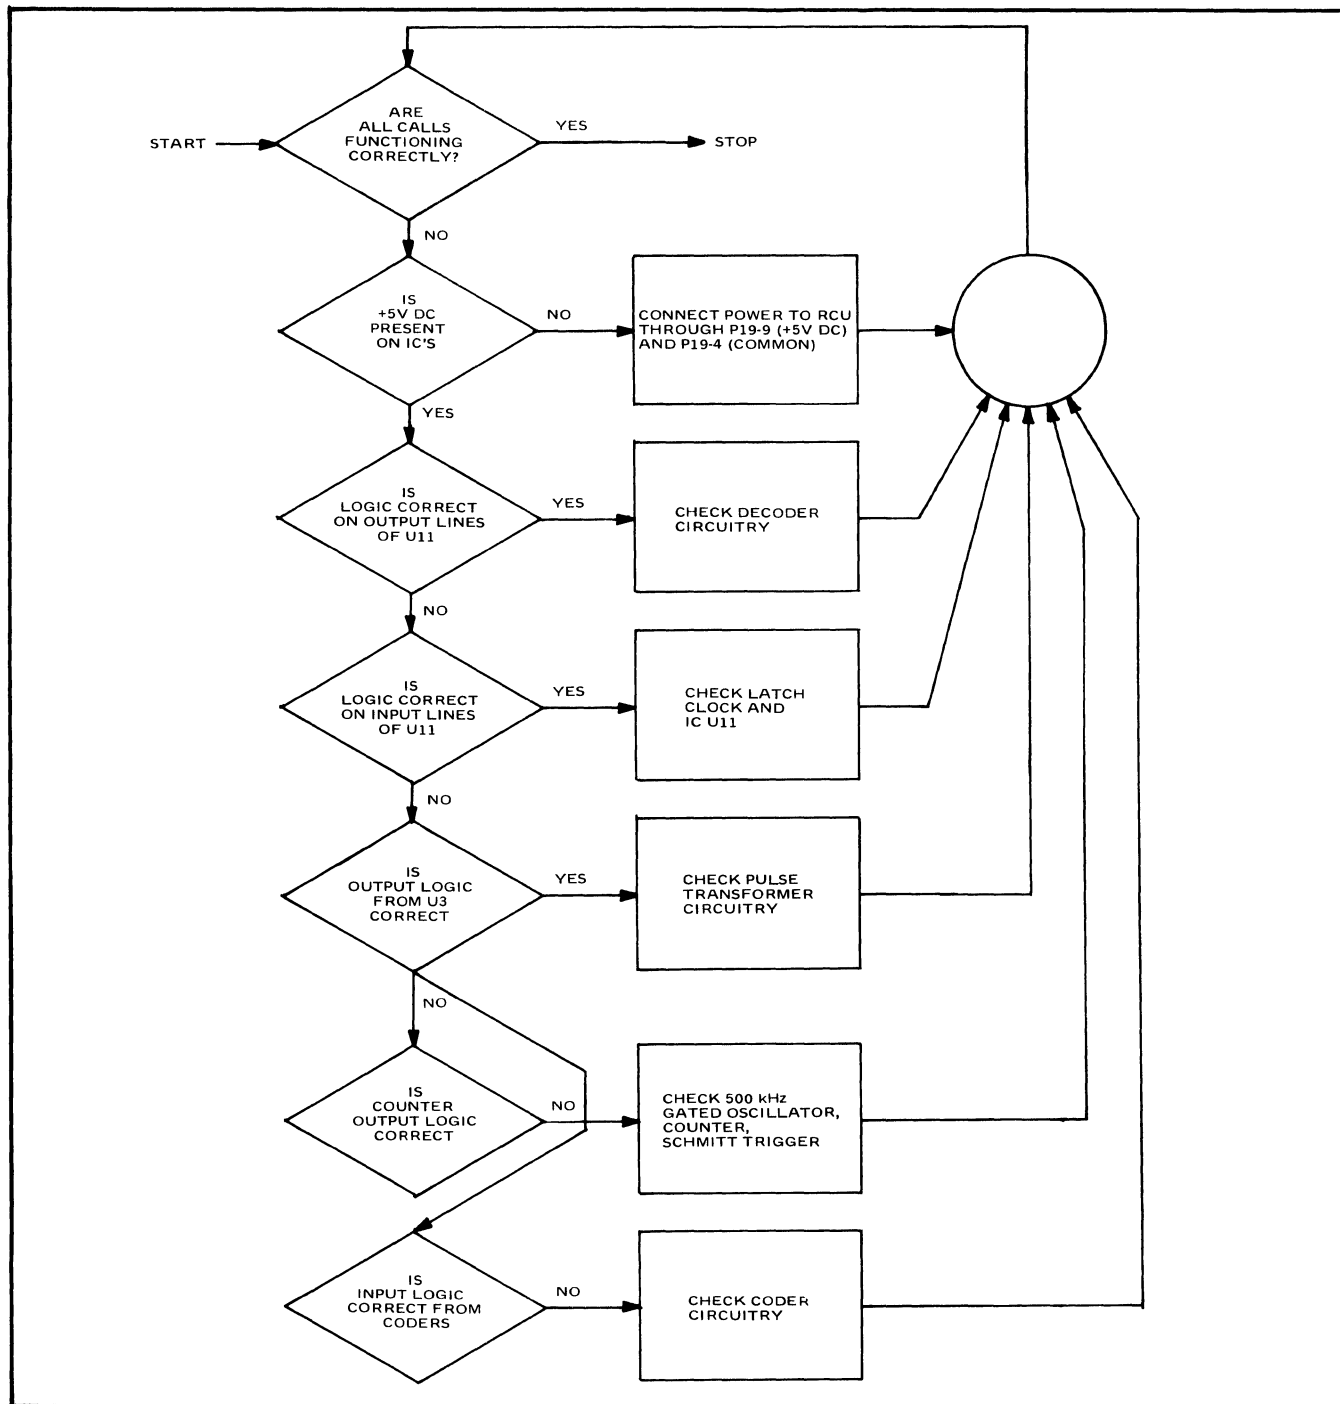 ARE
ALL CALLS
FUNCTIONING
CORRECTLY?
START
YES
STOP
NO
IS
+5V DC
PRESENT
ON IC'S
NO
CONNECT POWER TO RCU
THROUGH P19-9 (+5V DC)
AND P19-4 (COMMON)
YES
IS
LOGIC CORRECT
ON OUTPUT LINES
OF U11
YES
CHECK DECODER
CIRCUITRY
NO
IS
LOGIC CORRECT
ON INPUT LINES
OF U11
YES
CHECK LATCH
CLOCK AND
IC U11
NO
IS
OUTPUT LOGIC
FROM U3
CORRECT
YES
CHECK PULSE
TRANSFORMER
CIRCUITRY
NO
IS
COUNTER
OUTPUT LOGIC
CORRECT
NO
CHECK 500 kHz
GATED OSCILLATOR,
COUNTER,
SCHMITT TRIGGER
IS
INPUT LOGIC
CORRECT FROM
CODERS
NO
CHECK CODER
CIRCUITRY